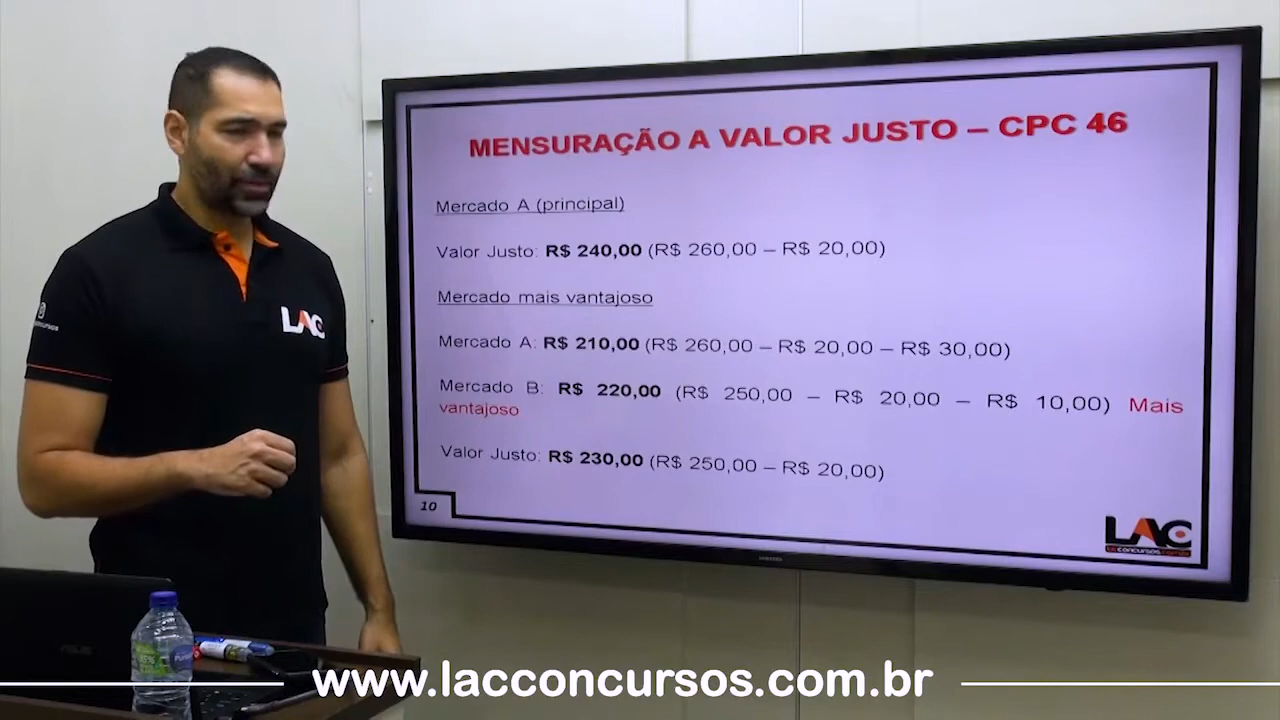 MENSURAÇÃO A VALOR JUSTO – CPC 46
Mercado A (principal)
Valor Justo: R$ 240,00 (R$ 260,00 – R$ 20,00)
Mercado mais vantajoso
Mercado A: R$ 210,00 (R$ 260,00 – R$ 20,00 – R$ 30,00)
Mercado B: R$ 220,00 (R$ 250,00 – R$ 20,00 – R$ 10,00) Mais
vantajoso
Valor Justo: R$ 230,00 (R$ 250,00 – R$ 20,00)
10
LAC
LAC
www.lacconcursos.com.br